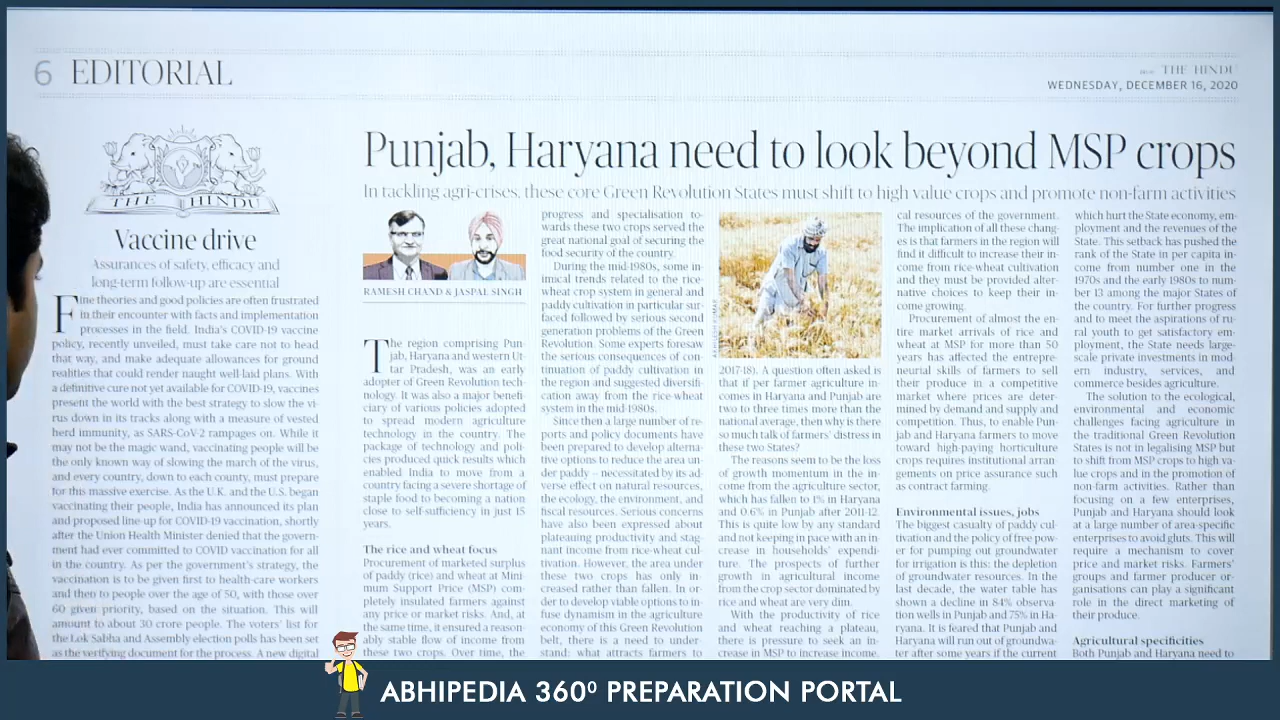 6 EDITORIAL
THE HINDU
WEDNESDAY, DECEMBER 16, 2020
THE HINDU
Vaccine drive
Assurances of safety, efficacy and
long-term follow-up are essential
Fine theories and good policies are often frustrated
in their encounter with facts and implementation
processes in the field. India's COVID-19 vaccine
policy, recently unveiled, must take care not to head
that way, and make adequate allowances for ground
realities that could render naught well-laid plans. With
a definitive cure not yet available for COVID-19, vaccines
present the world with the best strategy to slow the vi-
rus down in its tracks along with a measure of vested
herd immunity, as SARS-CoV-2 rampages on. While it
may not be the magic wand, vaccinating people will be
the only known way of slowing the march of the virus,
and every country, down to each county, must prepare
for this massive exercise. As the U.K. and the U.S. began
vaccinating their people, India has announced its plan
and proposed line-up for COVID-19 vaccination, shortly
after the Union Health Minister denied that the govern-
ment had ever committed to COVID vaccination for all
in the country. As per the government's strategy, the
vaccination is to be given first to health-care workers
and then to people over the age of 50, with those over
60 given priority, based on the situation. This will
amount to about 30 crore people. The voters' list for
the Lok Sabha and Assembly election polls has been set
as the verifying document for the process. A new digital
Punjab, Haryana need to look beyond MSP crops
In tackling agri-crises, these core Green Revolution States must shift to high value crops and promote non-farm activities
RAMESH CHAND & JASPAL SINGH
The region comprising Pun-
jab, Haryana and western Ut-
tar Pradesh, was an early
adopter of Green Revolution tech-
nology. It was also a major benefi-
ciary of various policies adopted
to spread modern agriculture
technology in the country. The
package of technology and poli-
cies produced quick results which
enabled India to move from a
country facing a severe shortage of
staple food to becoming a nation
close to self-sufficiency in just 15
years.
The rice and wheat focus
Procurement of marketed surplus
of paddy (rice) and wheat at Mini-
mum Support Price (MSP) com-
pletely insulated farmers against
any price or market risks. And, at
the same time, it ensured a reason-
ably stable flow of income from
these two crops. Over time, the
progress and specialisation to-
wards these two crops served the
great national goal of securing the
food security of the country.
During the mid-1980s, some in-
imical trends related to the rice-
wheat crop system in general and
paddy cultivation in particular sur-
faced followed by serious second
generation problems of the Green
Revolution. Some experts foresaw
the serious consequences of con-
tinuation of paddy cultivation in
the region and suggested diversifi-
cation away from the rice-wheat
system in the mid-1980s.
Since then a large number of re-
ports and policy documents have
been prepared to develop alterna-
tive options to reduce the area un-
der paddy – necessitated by its ad-
verse effect on natural resources,
the ecology, the environment, and
fiscal resources. Serious concerns
have also been expressed about
plateauing productivity and stag-
nant income from rice-wheat cul-
tivation. However, the area under
these two crops has only in-
creased rather than fallen. In or-
der to develop viable options to in-
fuse dynamism in the agriculture
economy of this Green Revolution
belt, there is a need to under-
stand: what attracts farmers to
2017-18). A question often asked is
that if per farmer agriculture in-
comes in Haryana and Punjab are
two to three times more than the
national average, then why is there
so much talk of farmers' distress in
these two States?
The reasons seem to be the loss
of growth momentum in the in-
come from the agriculture sector,
which has fallen to 1% in Haryana
and 0.6% in Punjab after 2011-12.
This is quite low by any standard
and not keeping in pace with an in-
crease in households' expendi-
ture. The prospects of further
growth in agricultural income
from the crop sector dominated by
rice and wheat are very dim.
With the productivity of rice
and wheat reaching a plateau,
there is pressure to seek an in-
crease in MSP to increase income.
cal resources of the government.
The implication of all these chang-
es is that farmers in the region will
find it difficult to increase their in-
come from rice-wheat cultivation
and they must be provided alter-
native choices to keep their in-
come growing.
Procurement of almost the en-
tire market arrivals of rice and
wheat at MSP for more than 50
years has affected the entrepre-
neurial skills of farmers to sell
their produce in a competitive
market where prices are deter-
mined by demand and supply and
competition. Thus, to enable Pun-
jab and Haryana farmers to move
toward high-paying horticulture
crops requires institutional arran-
gements on price assurance such
as contract farming.
Environmental issues, jobs
The biggest casualty of paddy cul-
tivation and the policy of free pow-
er for pumping out groundwater
for irrigation is this: the depletion
of groundwater resources. In the
last decade, the water table has
shown a decline in 84% observa-
tion wells in Punjab and 75% in Ha-
ryana. It is feared that Punjab and
Haryana will run out of groundwa-
ter after some years if the current
which hurt the State economy, em-
ployment and the revenues of the
State. This setback has pushed the
rank of the State in per capita in-
come from number one in the
1970s and the early 1980s to num-
ber 13 among the major States of
the country. For further progress
and to meet the aspirations of ru-
ral youth to get satisfactory em-
ployment, the State needs large-
scale private investments in mod-
ern industry, services, and
commerce besides agriculture.
The solution to the ecological,
environmental and economic
challenges facing agriculture in
the traditional Green Revolution
States is not in legalising MSP but
to shift from MSP crops to high va-
lue crops and in the promotion of
non-farm activities. Rather than
focusing on a few enterprises,
Punjab and Haryana should look
at a large number of area-specific
enterprises to avoid gluts. This will
require a mechanism to cover
price and market risks. Farmers'
groups and farmer producer or-
ganisations can play a significant
role in the direct marketing of
their produce.
Agricultural specificities
Both Punjab and Haryana need to
ABHIPEDIA 360⁰ PREPARATION PORTAL